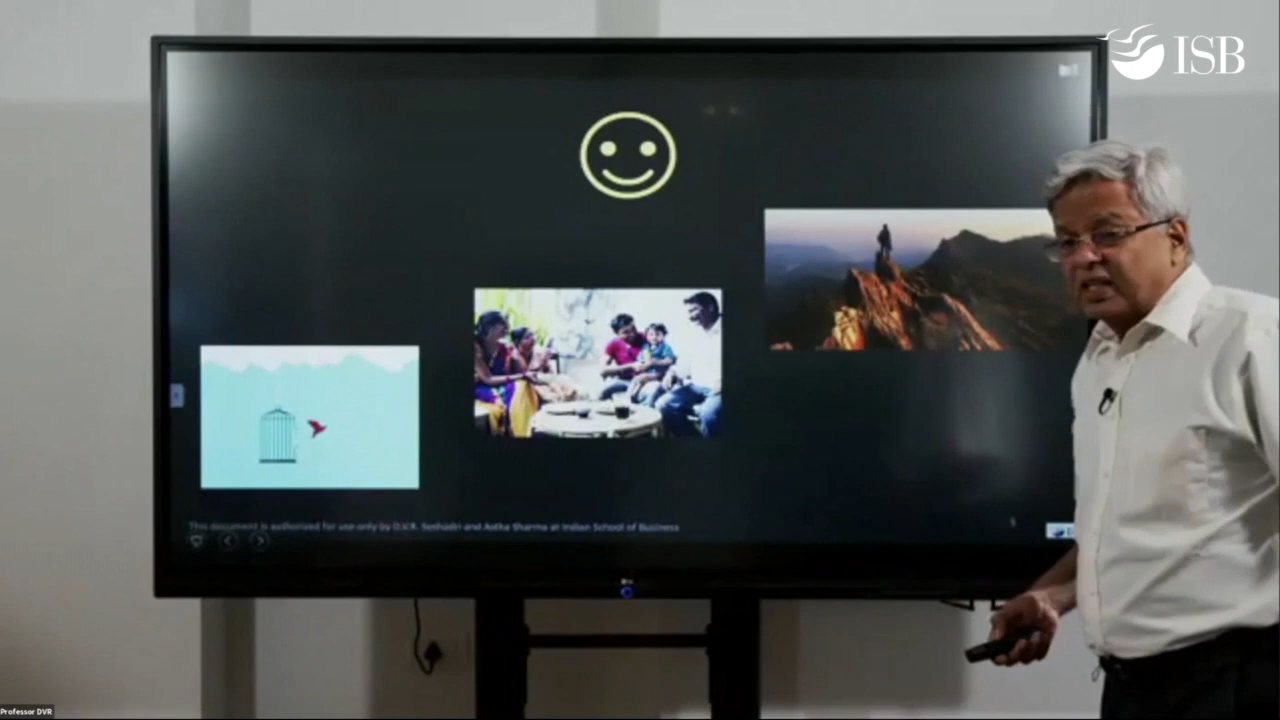 ISB
This document is authorized for use only by D.V.R. Seshadri and Astha Sharma at Indian School of Business
LG
Professor DVR